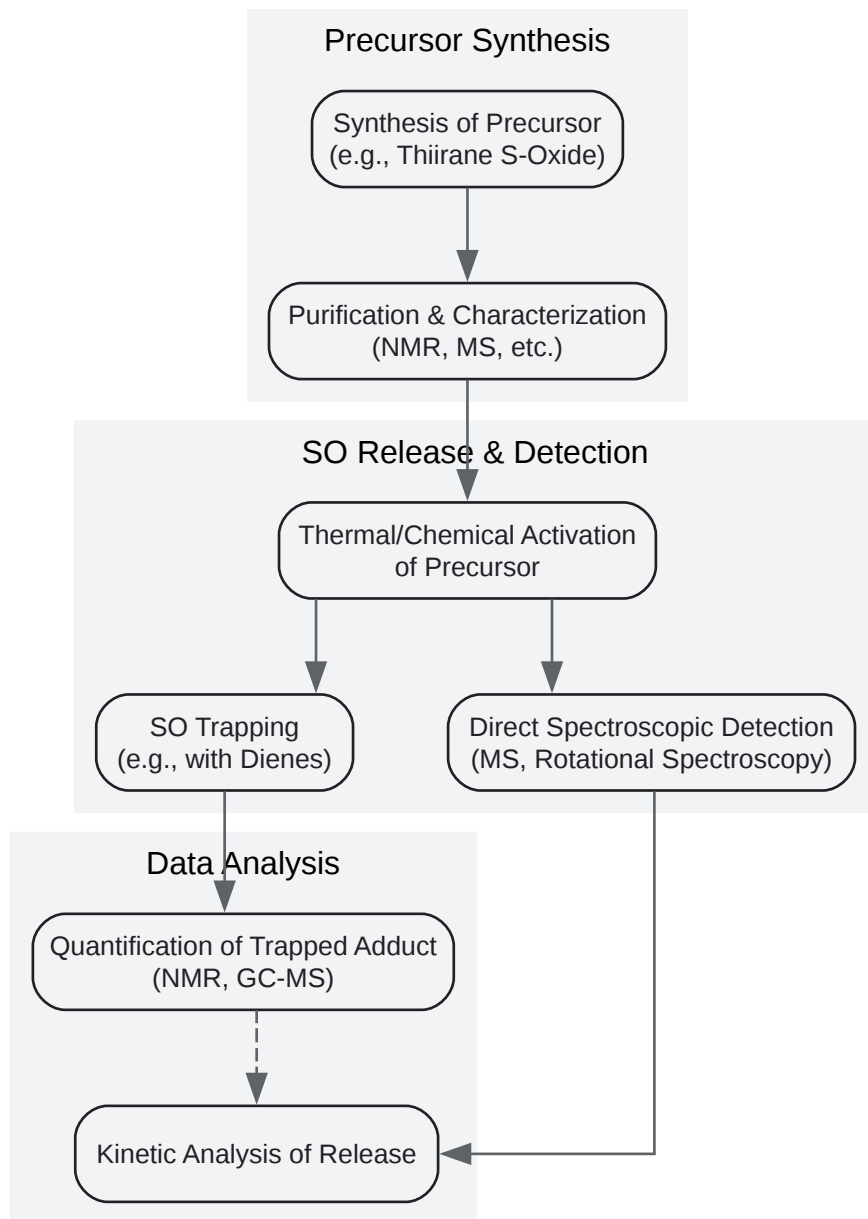 Precursor Synthesis
Synthesis of Precursor
(e.g., Thiirane S-Oxide)
Purification & Characterization
(NMR, MS, etc.)
SO Release & Detection
Thermal/Chemical Activation
of Precursor
SO Trapping
(e.g., with Dienes)
Direct Spectroscopic Detection
(MS, Rotational Spectroscopy)
Data Analysis
Quantification of Trapped Adduct
(NMR, GC-MS)
Kinetic Analysis of Release